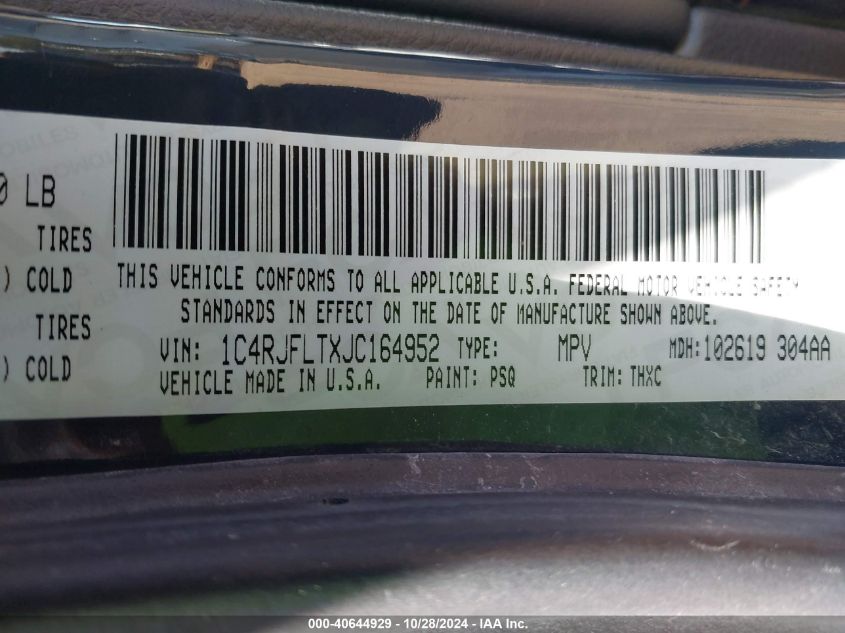 0 LB
TIRES
) COLD
TIRES
) COLD
THIS VEHICLE CONFORMS TO ALL APPLICABLE U.S.A. FEDERAL MOTOR VEHICLE SAFETY
STANDARDS IN EFFECT ON THE DATE OF MANUFACTURE SHOWN ABOVE.
VIN: 1C4RJFLTXJC164952 TYPE: MPV MDH:102619 304AA
VEHICLE MADE IN U.S.A. PAINT: PSQ TRIM: THXC
000-40644929 - 10/28/2024 - IAA Inc.